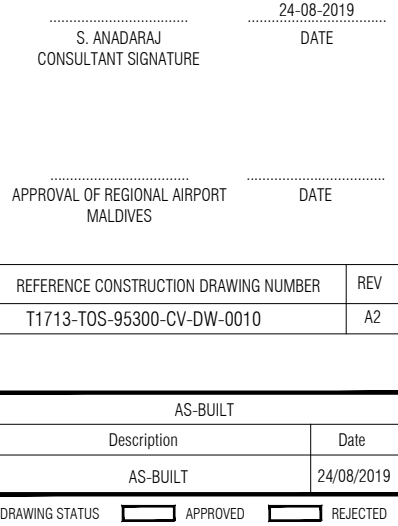 24-08-2019
................................... ...................................
S. ANADARAJ DATE
CONSULTANT SIGNATURE
................................... ...................................
APPROVAL OF REGIONAL AIRPORT DATE
MALDIVES
REFERENCE CONSTRUCTION DRAWING NUMBER REV
T1713-TOS-95300-CV-DW-0010 A2
AS-BUILT
Description Date
AS-BUILT 24/08/2019
DRAWING STATUS APPROVED REJECTED